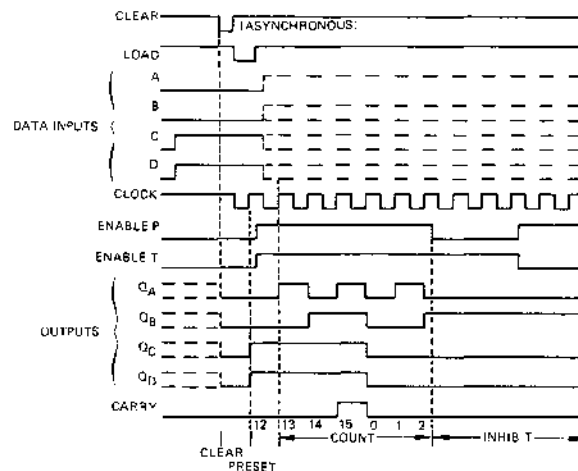 CLEAR
(ASYNCHRONOUS)
LOAD
A
B
DATA INPUTS
C
D
CLOCK
ENABLE P
ENABLE T
QA
QB
OUTPUTS
QC
QD
CARRY
12 13 14 15 0 1 2
COUNT INHIBIT
CLEAR
PRESET